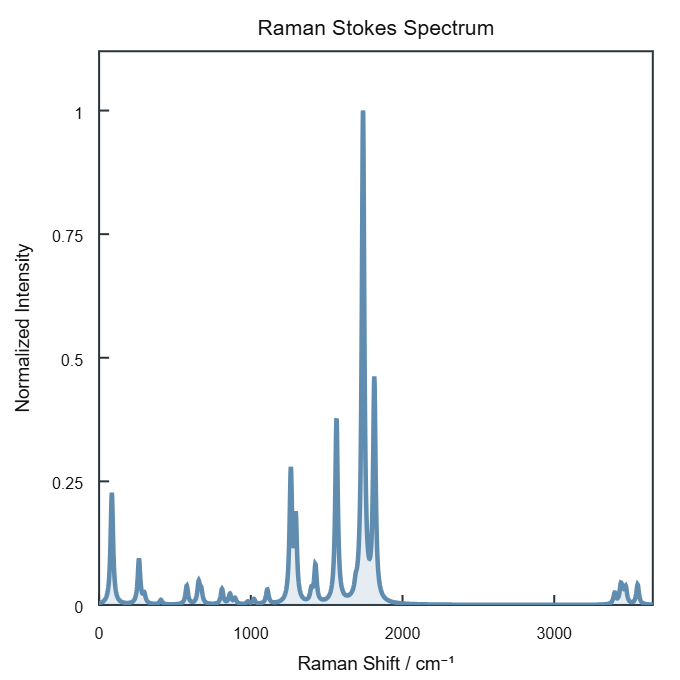 Raman Stokes Spectrum
1
0.75
0.5
0.25
0
Normalized Intensity
0 1000 2000 3000
Raman Shift / cm⁻¹